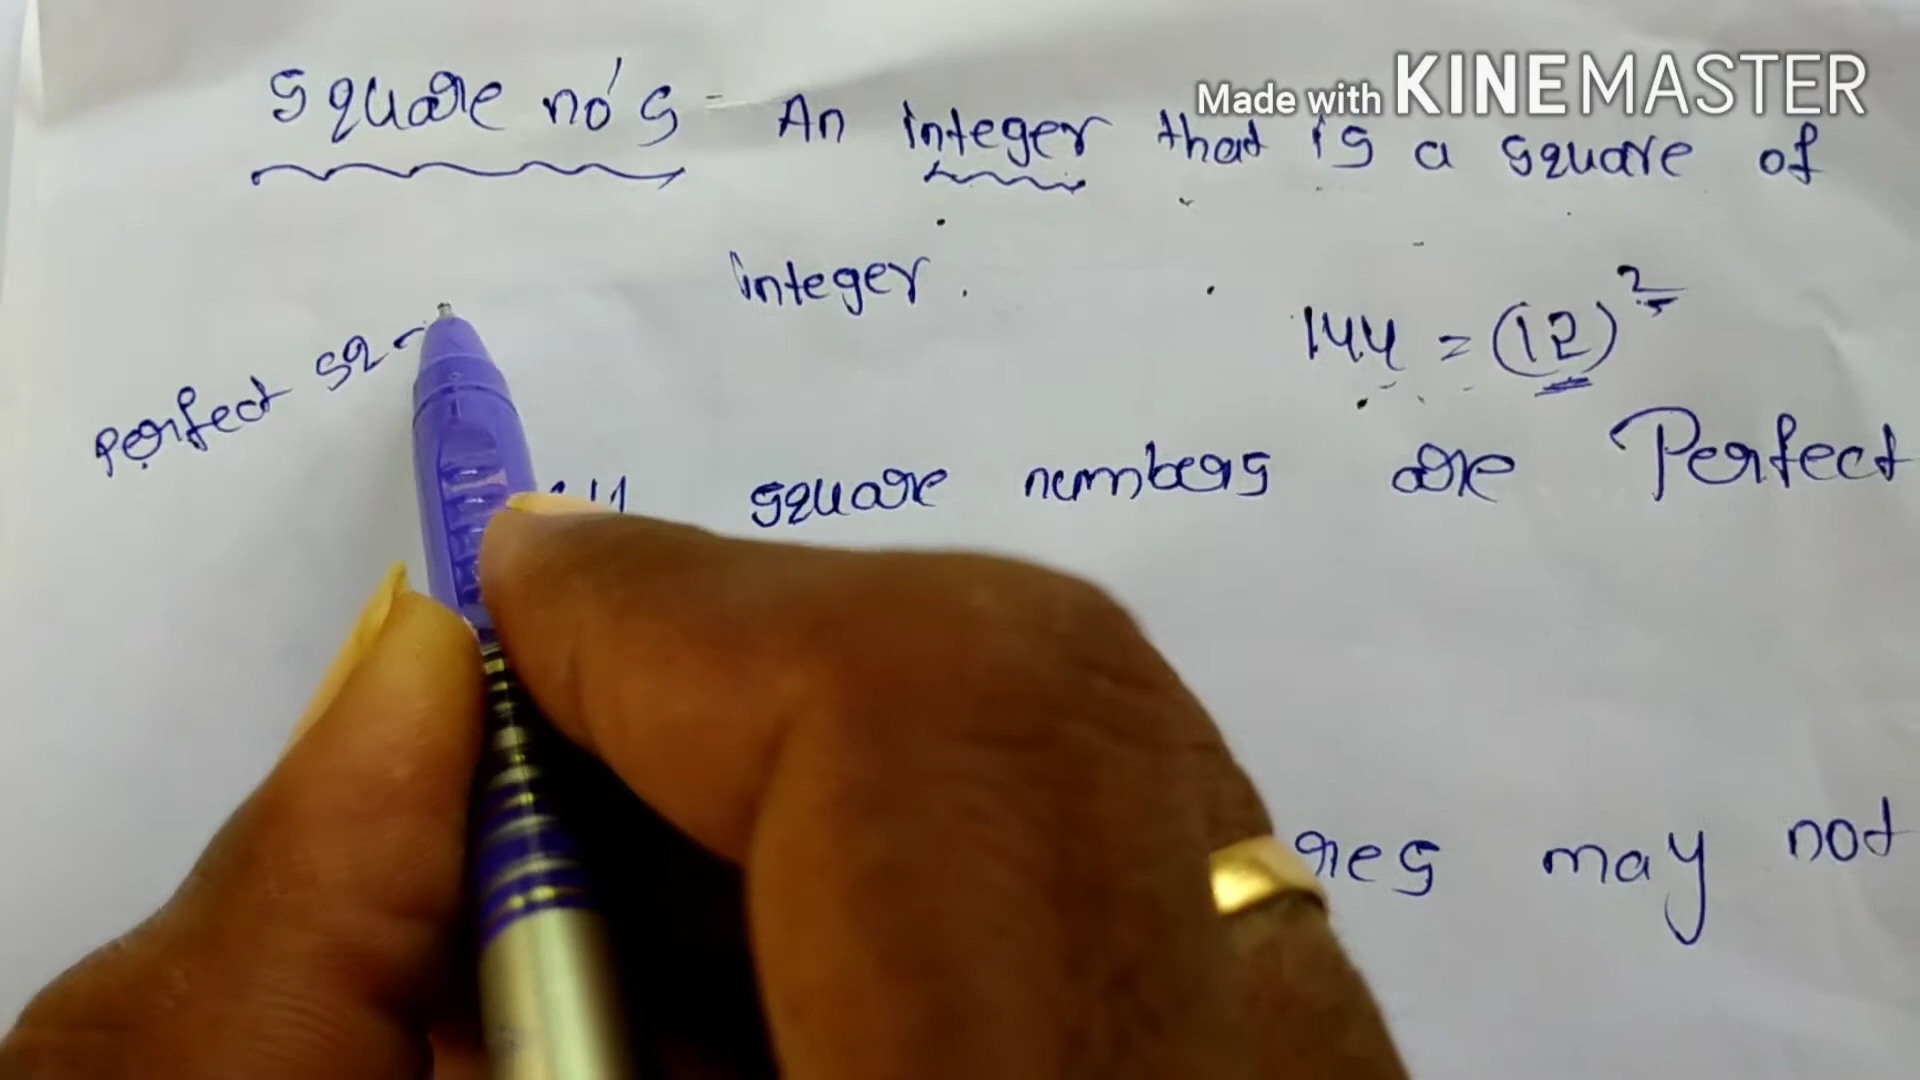 Made with KINEMASTER
square no's - An integer that is a square of
integer.
144 = (12)²
Perfect sq -
square numbers are Perfect
res may not